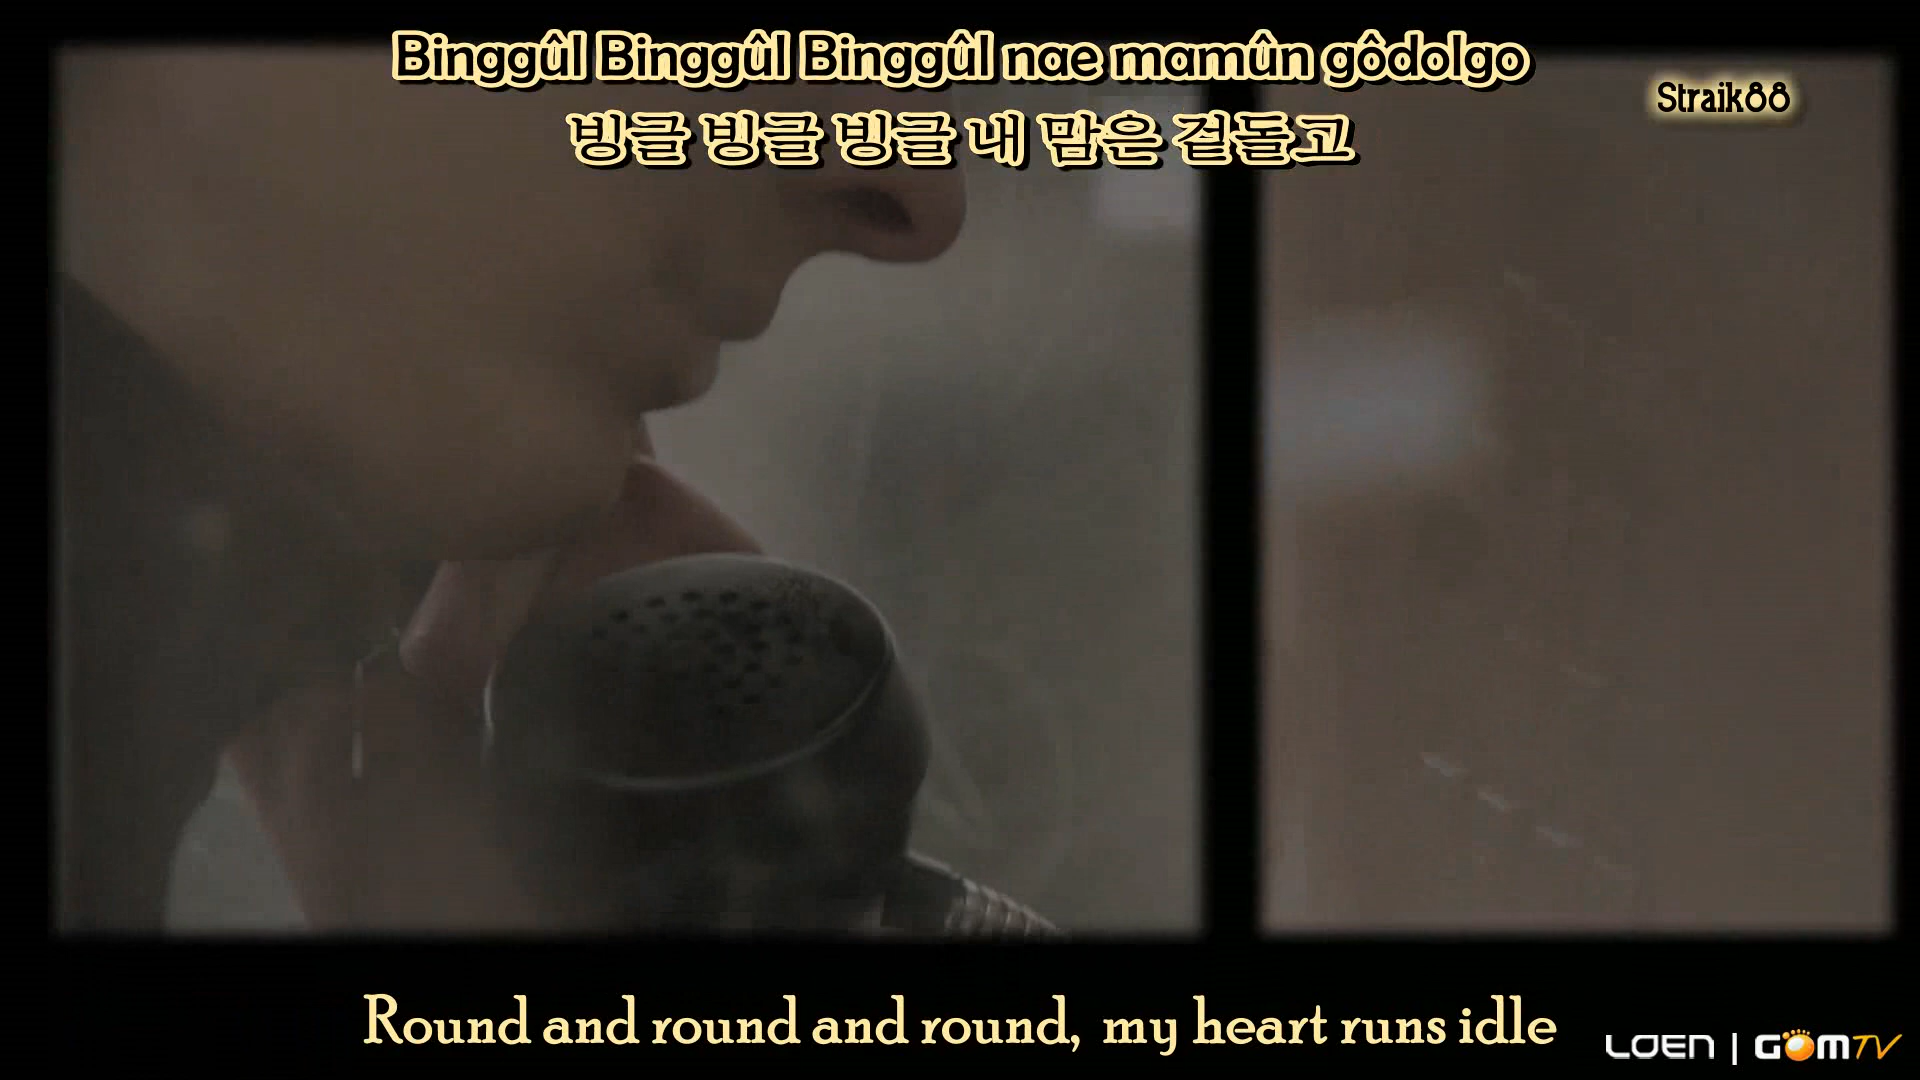 Binggûl Binggûl Binggûl nae mamûn gôdolgo
Straik88
빙글 빙글 빙글 내 맘은 겉돌고
Round and round and round, my heart runs idle
LOEN | GOMTV